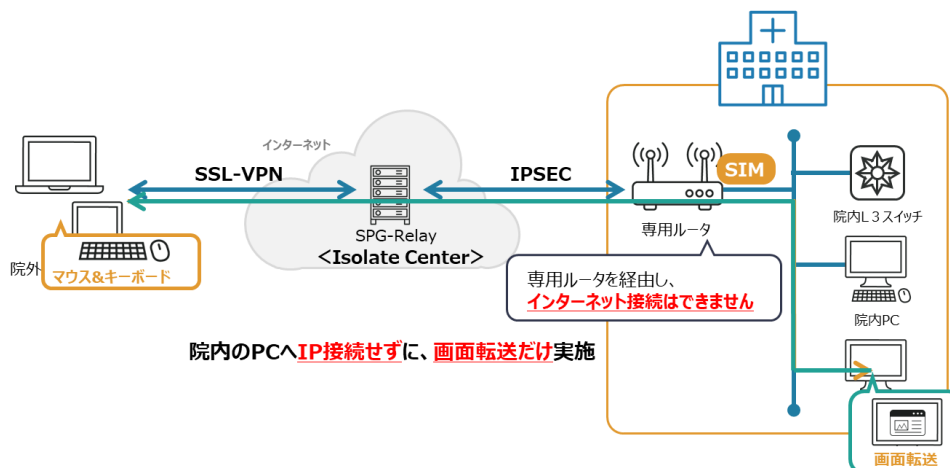 インターネット
SSL-VPN
IPSEC
SIM
SPG-Relay
<Isolate Center>
専用ルータ
院内L３スイッチ
院外
マウス&キーボード
専用ルータを経由し、
インターネット接続はできません
院内PC
院内のPCへIP接続せずに、画面転送だけ実施
画面転送